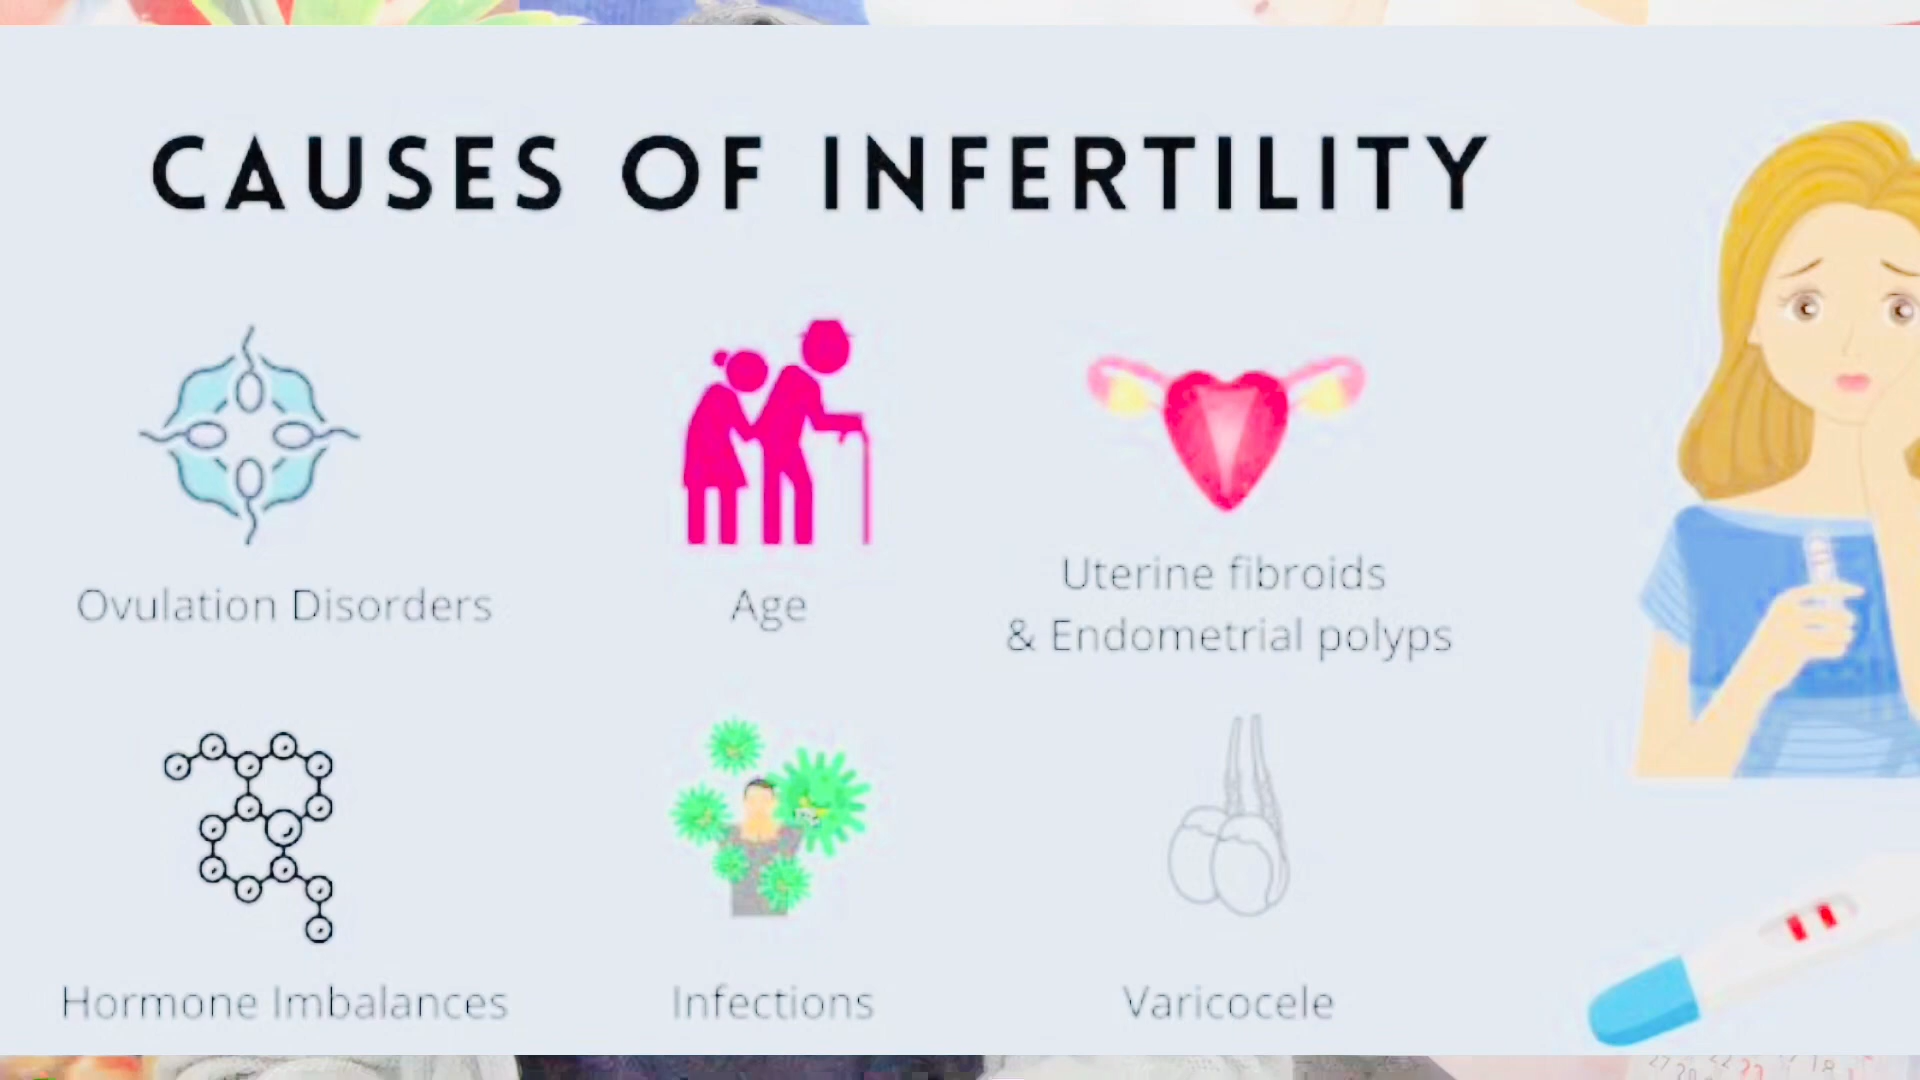 CAUSES OF INFERTILITY
Ovulation Disorders
Age
Uterine fibroids
& Endometrial polyps
Hormone Imbalances
Infections
Varicocele